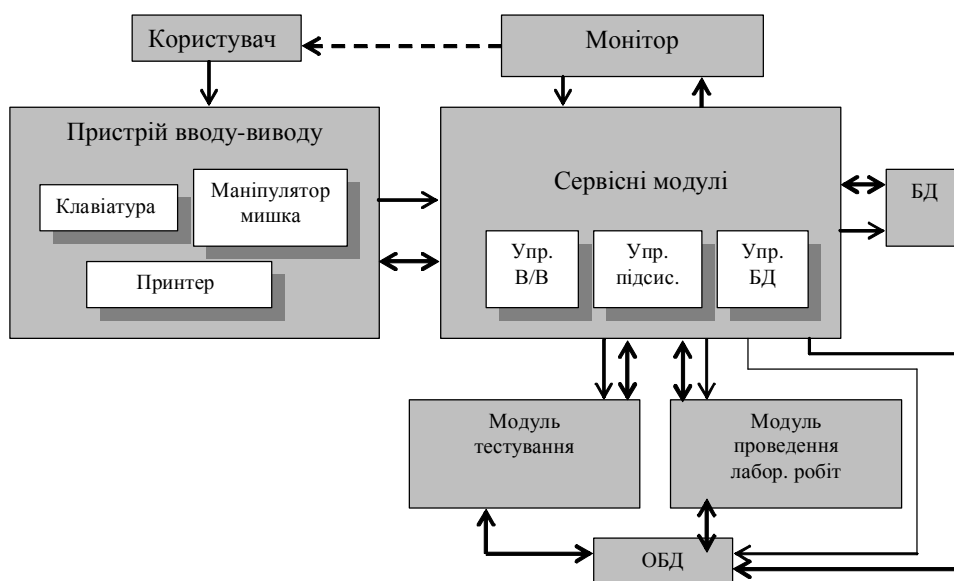 Користувач
Монітор
Пристрій вводу-виводу
Клавіатура
Маніпулятор
мишка
Принтер
Сервісні модулі
Упр.
В/В
Упр.
підсис.
Упр.
БД
БД
Модуль
тестування
Модуль
проведення
лабор. робіт
ОБД